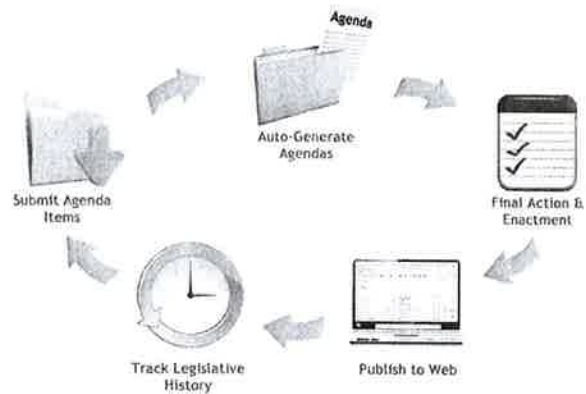 Agenda
Auto-Generate
Agendas
Submit Agenda
Items
Final Action &
Enactment
Track Legislative
History
Publish to Web